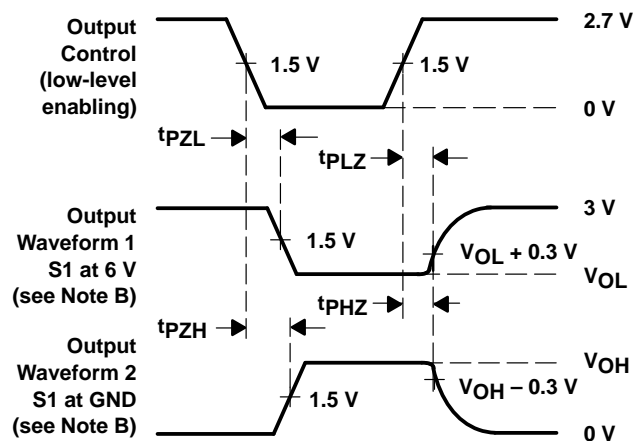 Output
Control
(low-level
enabling)
2.7 V
1.5 V
1.5 V
0 V
tPZL
tPLZ
Output
Waveform 1
S1 at 6 V
(see Note B)
3 V
1.5 V
VOL + 0.3 V
VOL
tPZH
tPHZ
Output
Waveform 2
S1 at GND
(see Note B)
VOH
1.5 V
VOH – 0.3 V
0 V